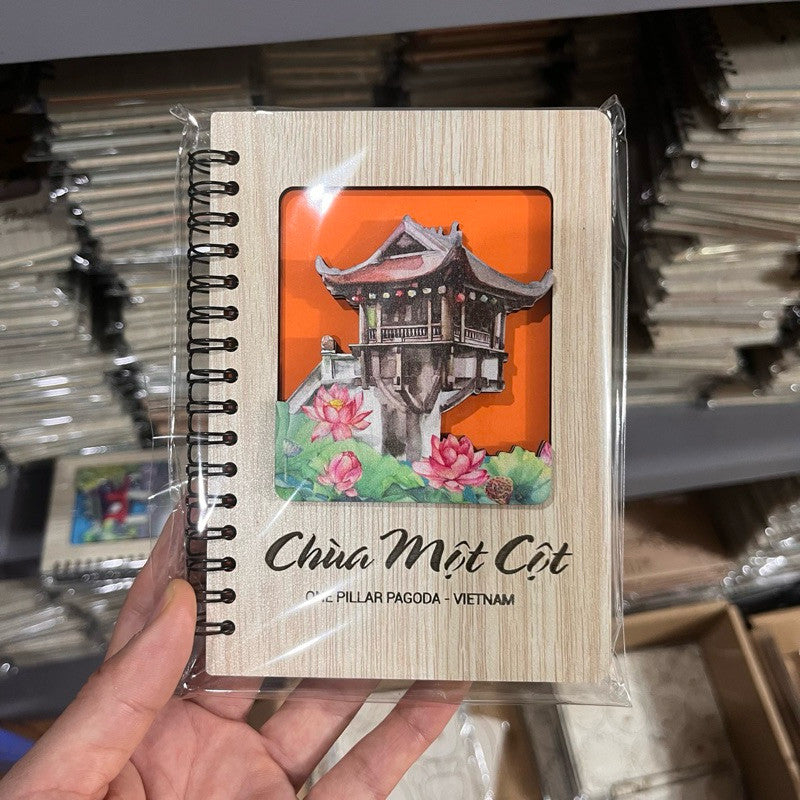 Chùa Một Cột
ONE PILLAR PAGODA - VIETNAM